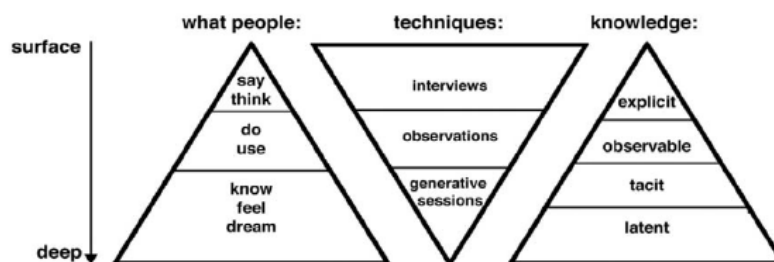 what people:
techniques:
knowledge:
surface
say
think
do
use
know
feel
dream
interviews
observations
generative
sessions
explicit
observable
tacit
latent
deep